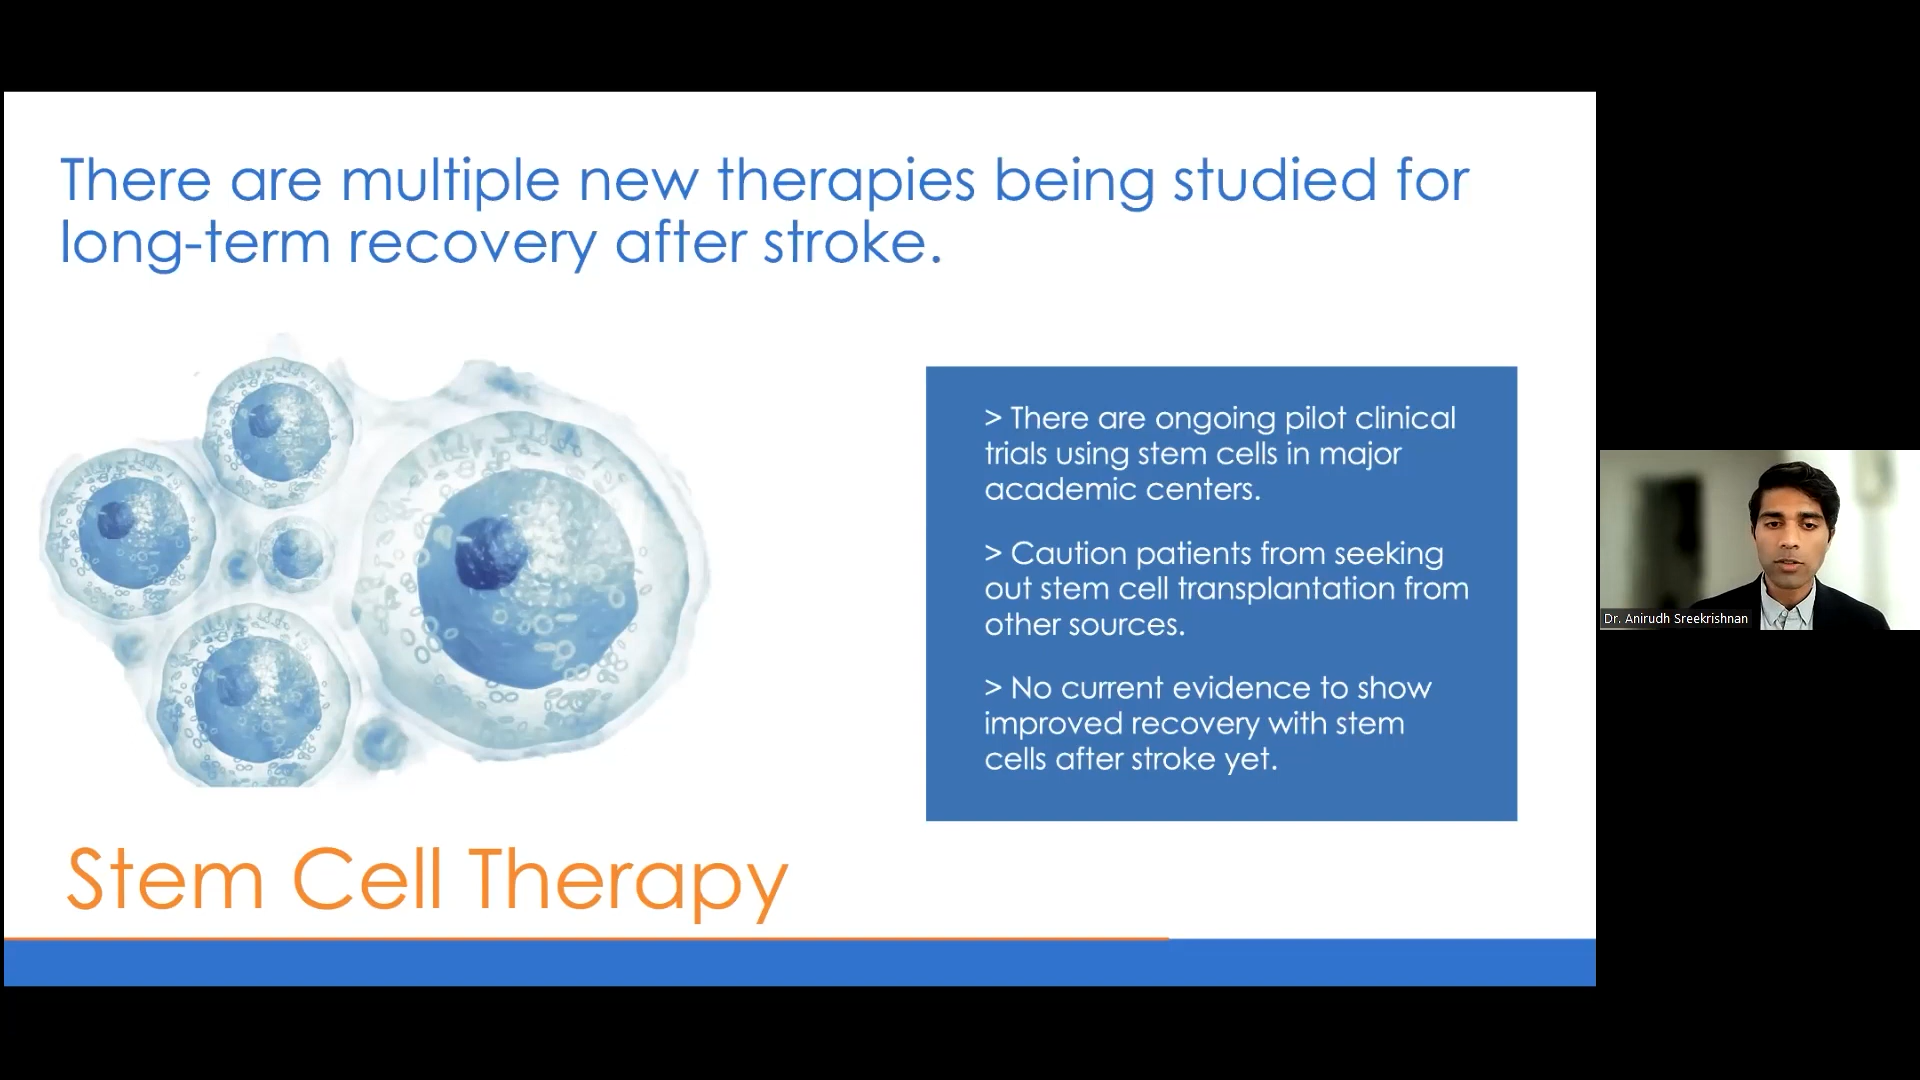 There are multiple new therapies being studied for
long-term recovery after stroke.
> There are ongoing pilot clinical
trials using stem cells in major
academic centers.
> Caution patients from seeking
out stem cell transplantation from
other sources.
> No current evidence to show
improved recovery with stem
cells after stroke yet.
Stem Cell Therapy
Dr. Anirudh Sreekrishnan